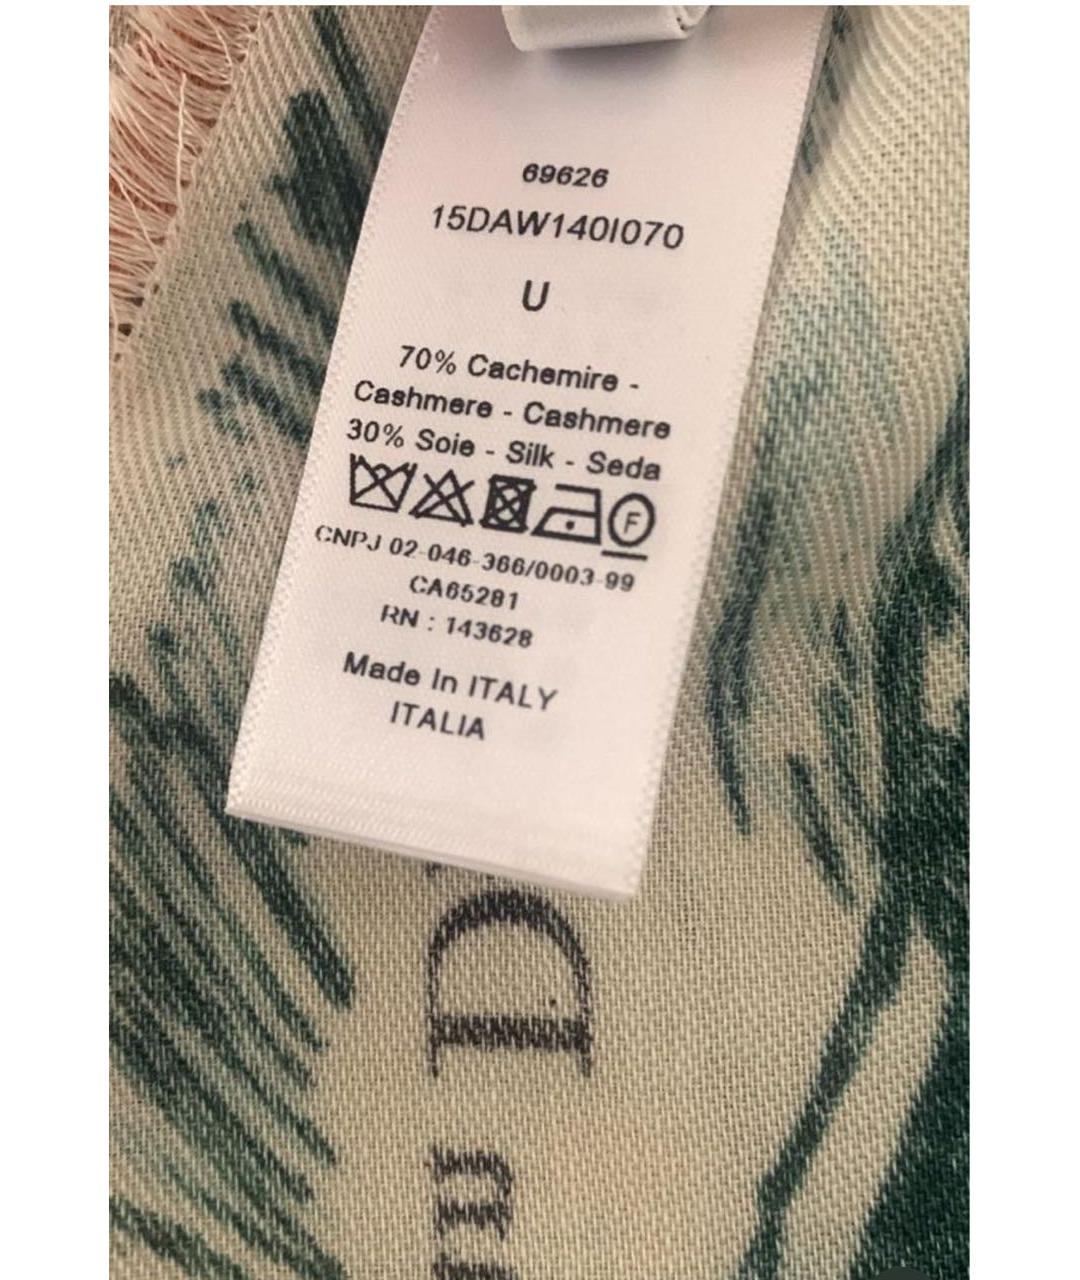 69626
15DAW140I070
U
70% Cachemire -
Cashmere - Cashmere
30% Soie - Silk - Seda
F
CNPJ 02-046-366/0003-99
CA65281
RN : 143628
Made In ITALY
ITALIA
D